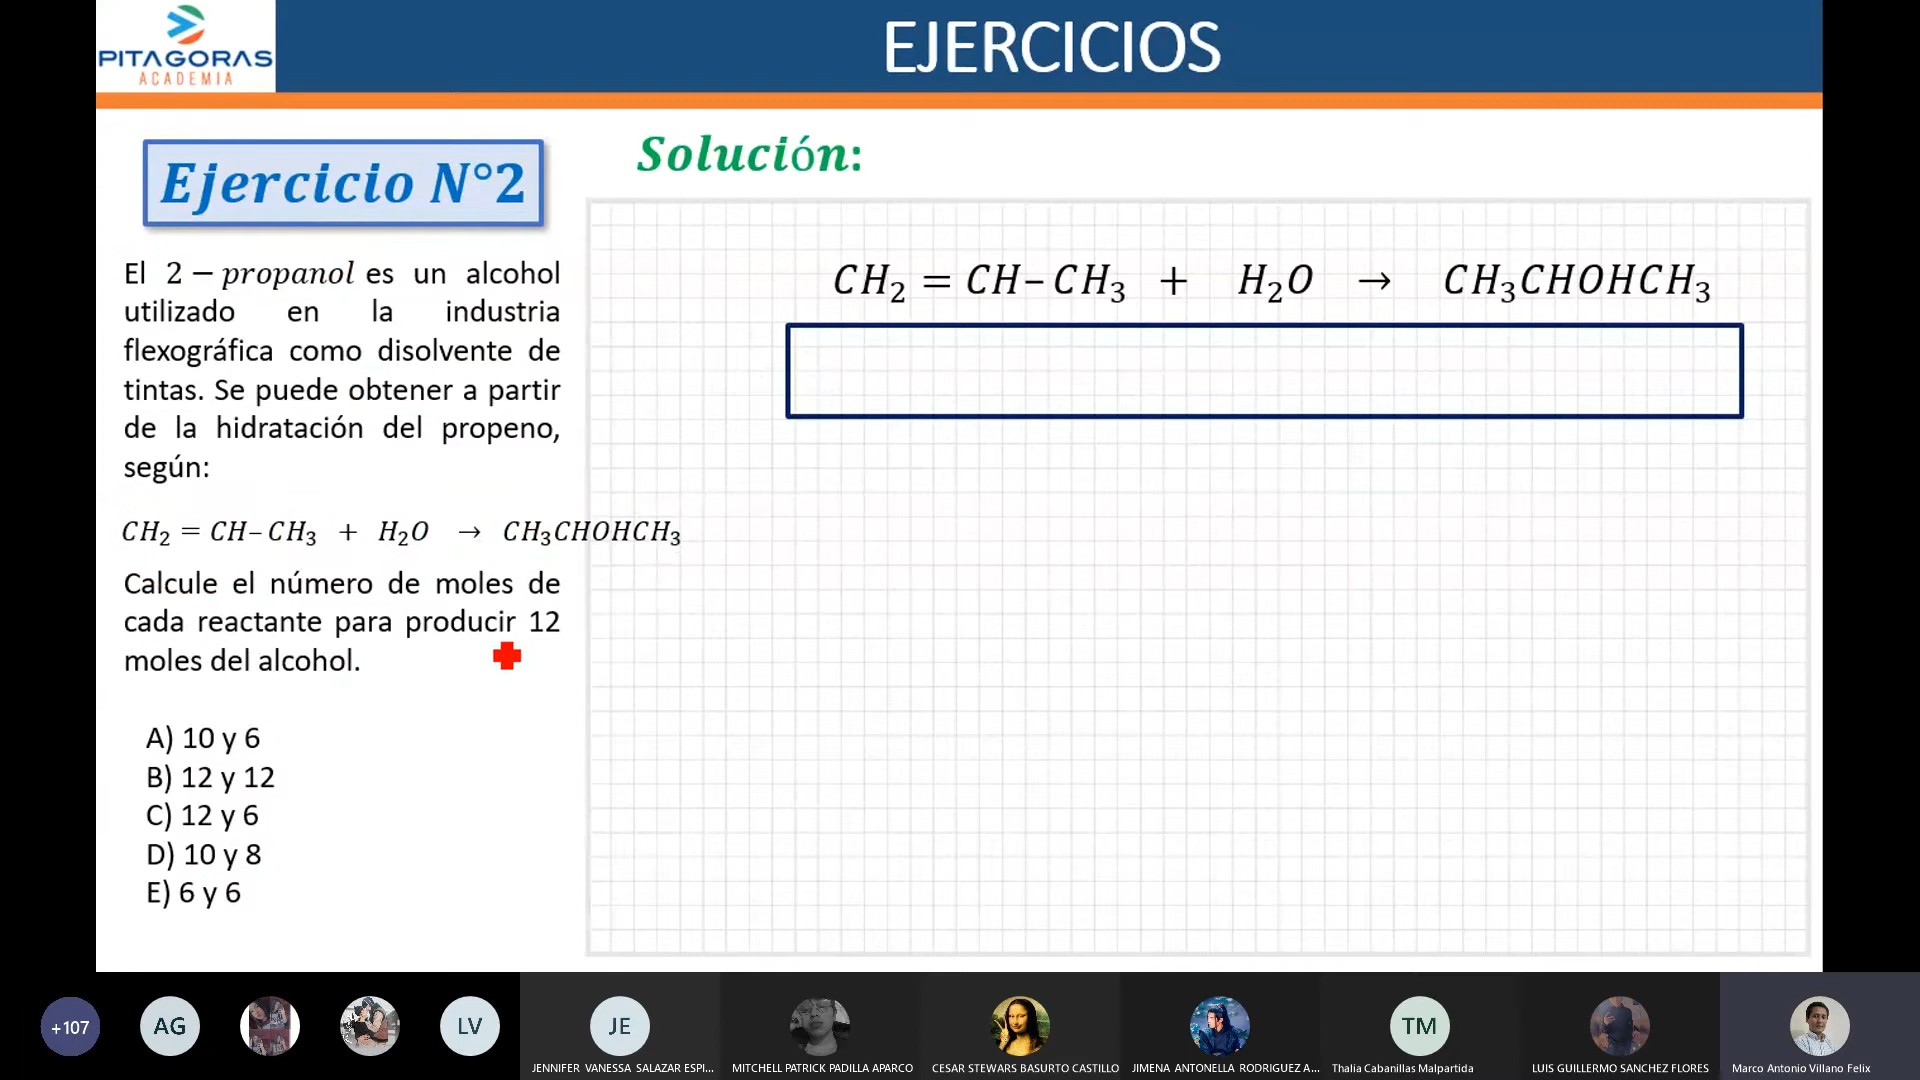 PITAGORAS
ACADEMIA
EJERCICIOS
Ejercicio N°2
Solución:
El 2 – propanol es un alcohol
utilizado en la industria
flexográfica como disolvente de
tintas. Se puede obtener a partir
de la hidratación del propeno,
según:
CH₂ = CH – CH₃ + H₂O → CH₃CHOHCH₃
Calcule el número de moles de
cada reactante para producir 12
moles del alcohol.
A) 10 y 6
B) 12 y 12
C) 12 y 6
D) 10 y 8
E) 6 y 6
CH₂ = CH – CH₃ + H₂O → CH₃CHOHCH₃
+107
AG
LV
JE
TM
JENNIFER VANESSA SALAZAR ESPI...
MITCHELL PATRICK PADILLA APARCO
CESAR STEWARS BASURTO CASTILLO
JIMENA ANTONELLA RODRIGUEZ A...
Thalia Cabanillas Malpartida
LUIS GUILLERMO SANCHEZ FLORES
Marco Antonio Villano Felix